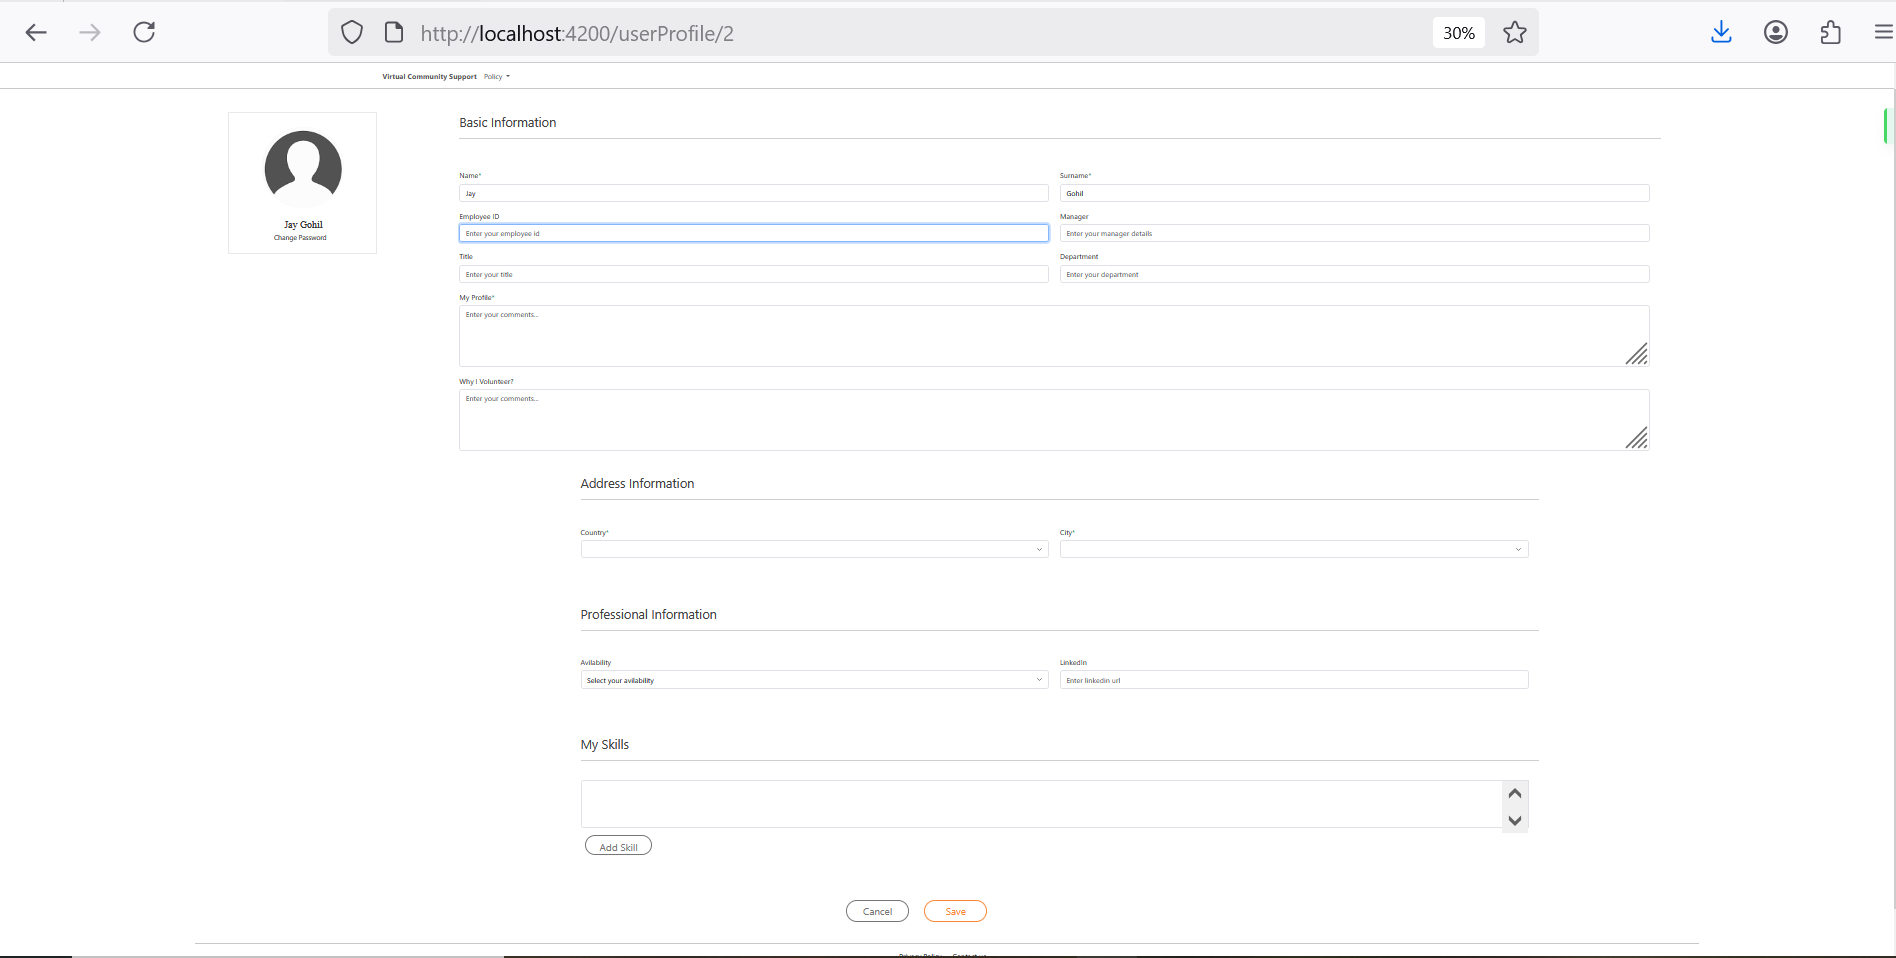 http://localhost:4200/userProfile/2
30%
Virtual Community Support Policy
Jay Gohil
Change Password
Basic Information
Name*
Surname*
Jay
Gohil
Employee ID
Manager
Enter your employee id
Enter your manager details
Title
Department
Enter your title
Enter your department
My Profile*
Enter your comments...
Why I Volunteer?
Enter your comments...
Address Information
Country*
City*
Professional Information
Avilability
LinkedIn
Select your avilability
Enter linkedin url
My Skills
Add Skill
Cancel
Save